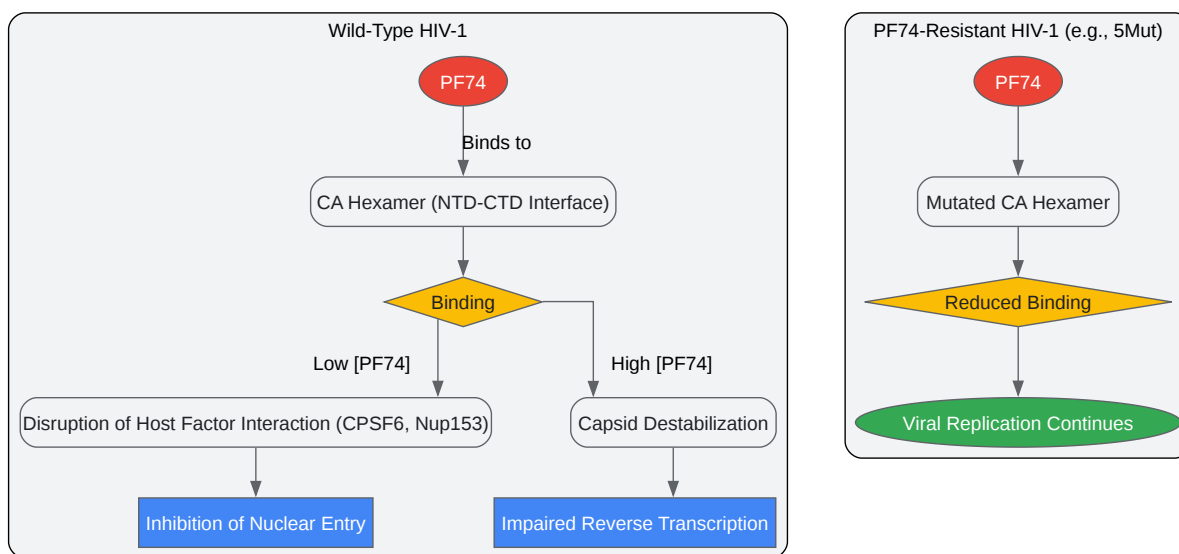 Wild-Type HIV-1
PF74
Binds to
CA Hexamer (NTD-CTD Interface)
Binding
Low [PF74]
High [PF74]
Disruption of Host Factor Interaction (CPSF6, Nup153)
Capsid Destabilization
Inhibition of Nuclear Entry
Impaired Reverse Transcription
PF74-Resistant HIV-1 (e.g., 5Mut)
PF74
Mutated CA Hexamer
Reduced Binding
Viral Replication Continues